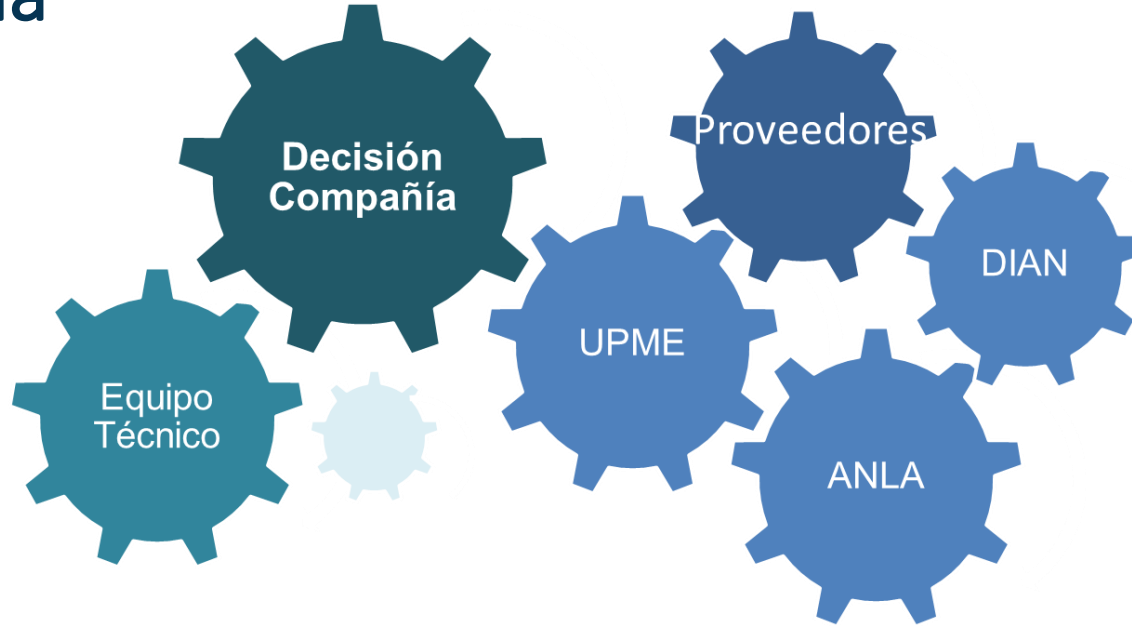 Decisión
Compañía
Proveedores
DIAN
UPME
Equipo
Técnico
ANLA